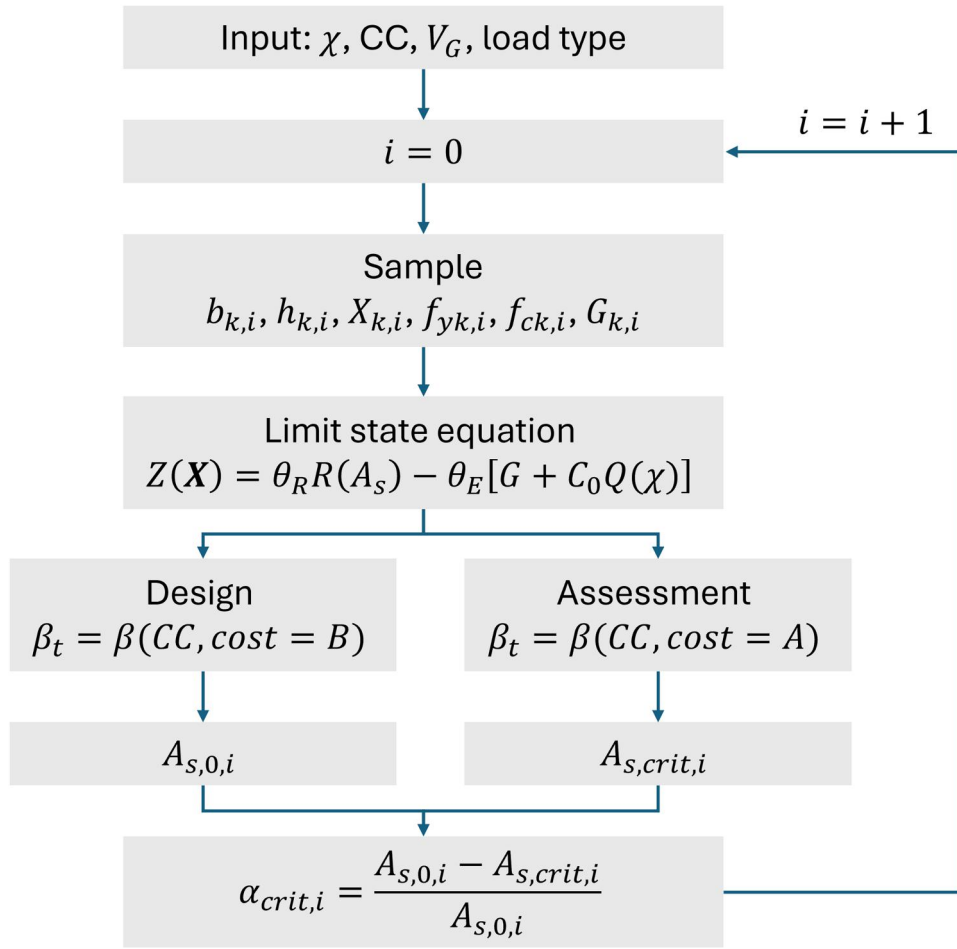 Input: χ, CC, V_G, load type
i = i + 1
i = 0
Sample
b_{k,i}, h_{k,i}, X_{k,i}, f_{yk,i}, f_{ck,i}, G_{k,i}
Limit state equation
Z(X) = θ_R R(A_s) − θ_E[G + C_0 Q(χ)]
Design
β_t = β(CC, cost = B)
Assessment
β_t = β(CC, cost = A)
A_{s,0,i}
A_{s,crit,i}
α_{crit,i} = \frac{A_{s,0,i} − A_{s,crit,i}}{A_{s,0,i}}